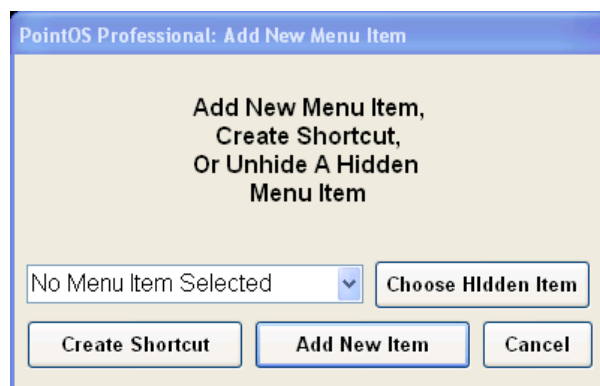 PointOS Professional: Add New Menu Item
Add New Menu Item,
Create Shortcut,
Or Unhide A Hidden
Menu Item
No Menu Item Selected
Choose HIdden Item
Create Shortcut
Add New Item
Cancel